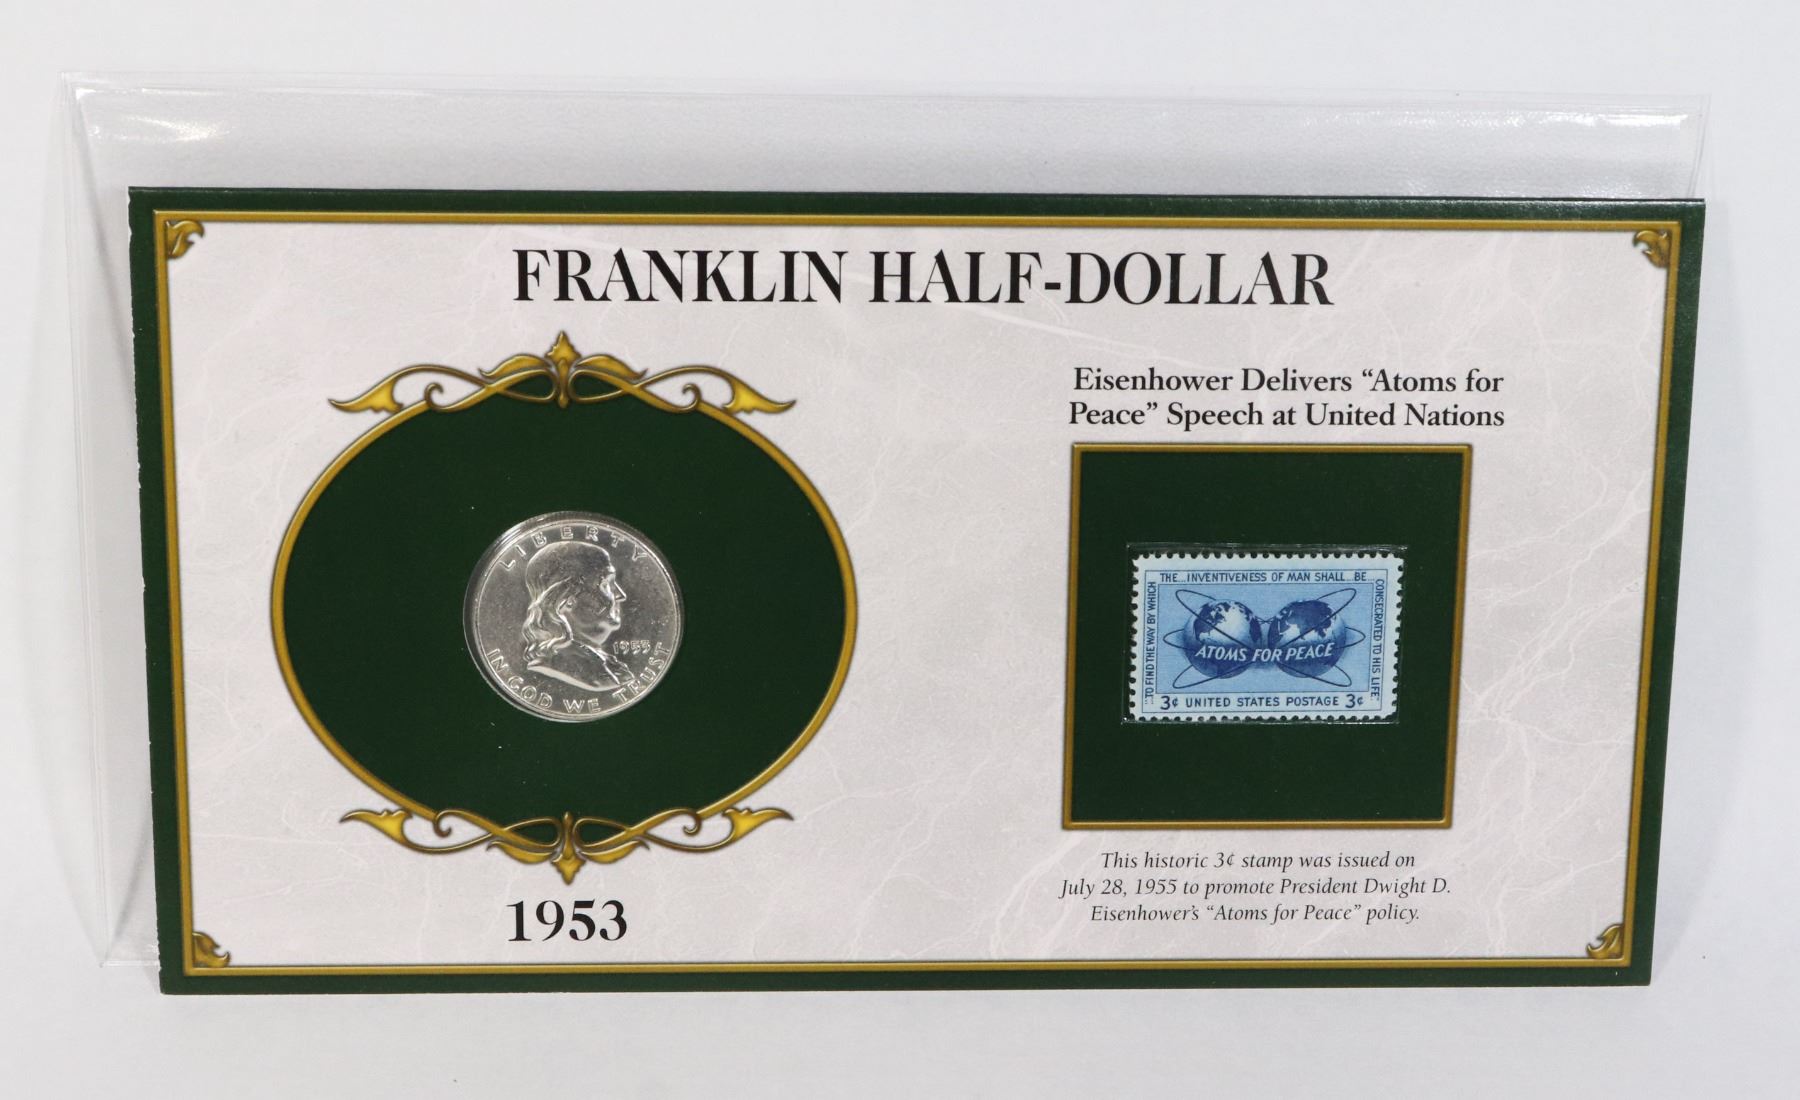 FRANKLIN HALF-DOLLAR
LIBERTY
1953
IN GOD WE TRUST
1953
Eisenhower Delivers “Atoms for
Peace” Speech at United Nations
...TO FIND THE WAY BY WHICH
THE...INVENTIVENESS OF MAN SHALL...BE...
CONSECRATED TO HIS LIFE...
ATOMS FOR PEACE
3¢ UNITED STATES POSTAGE 3¢
This historic 3¢ stamp was issued on
July 28, 1955 to promote President Dwight D.
Eisenhower's “Atoms for Peace” policy.